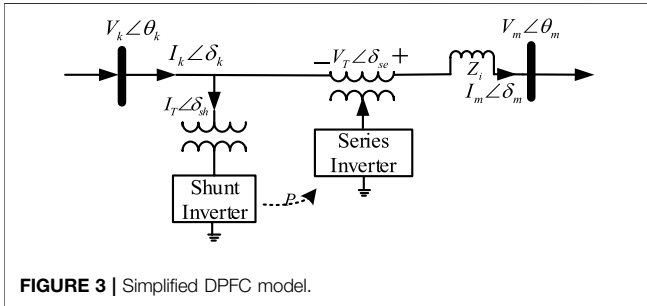 V_k∠θ_k
V_m∠θ_m
I_k∠δ_k
− V_T∠δ_se +
Z_i
I_m∠δ_m
I_T∠δ_sh
Series
Inverter
Shunt
Inverter
P
FIGURE 3 | Simplified DPFC model.